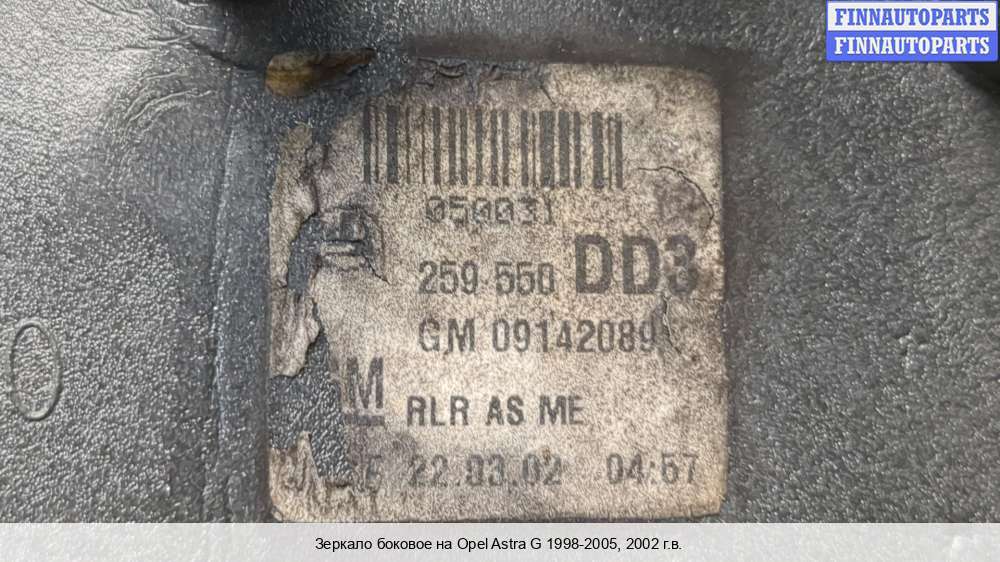 FINNAUTOPARTS
FINNAUTOPARTS
050031
259 550 DD3
GM 09142089
M
RLR AS ME
22.03.02 04:57
Зеркало боковое на Opel Astra G 1998-2005, 2002 г.в.